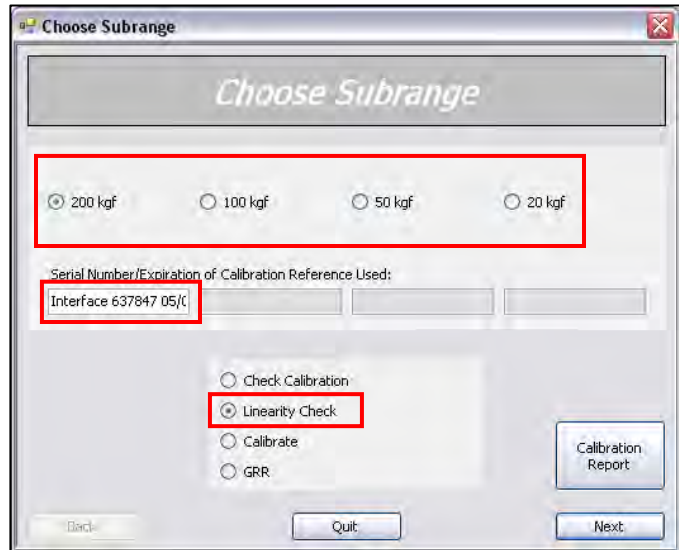 Choose Subrange
Choose Subrange
200 kgf 100 kgf 50 kgf 20 kgf
Serial Number/Expiration of Calibration Reference Used:
Interface 637847 05/0
Check Calibration
Linearity Check
Calibrate
GRR
Calibration
Report
Back Quit Next